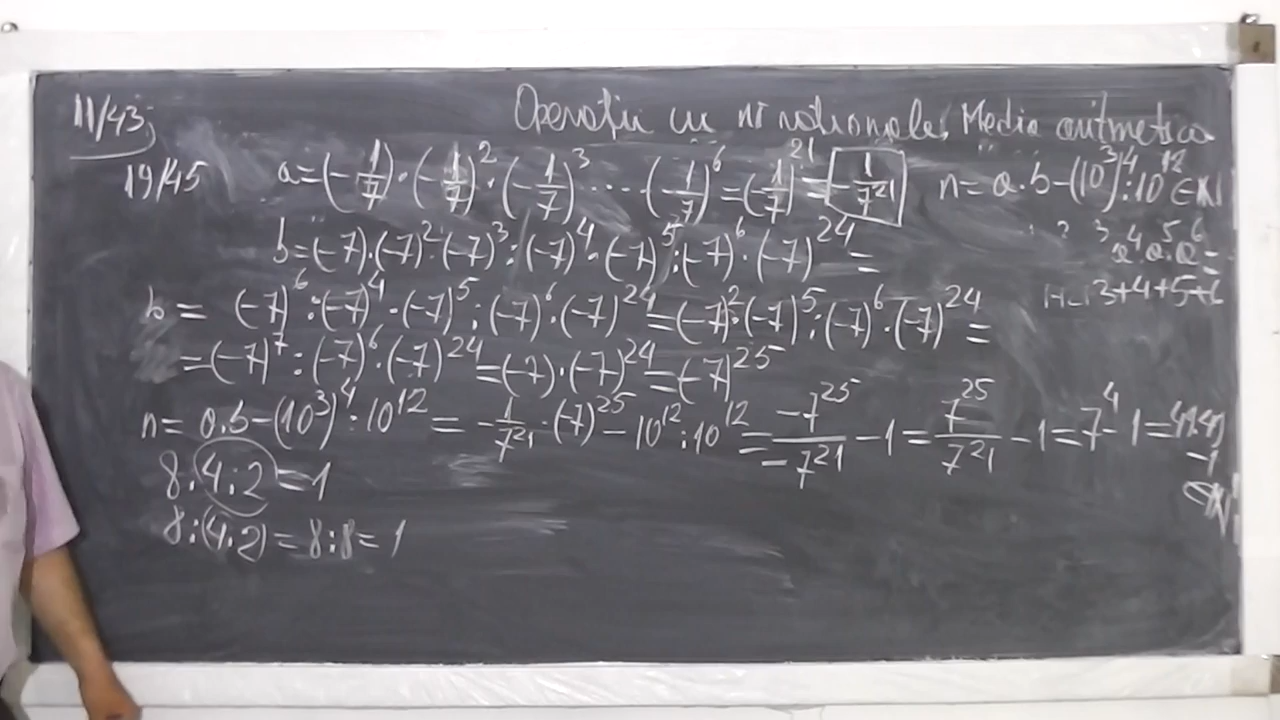 11/43;
Operații cu nr raționale, Media aritmetica
19/45 a=(-1/7)·(-1/7)²·(-1/7)³·····(-1/7)⁶=(-1/7)²¹=-1/7²¹ n=a·b-(10³)⁴:10¹²∈ℕ
b=(-7)·(-7)²·(-7)³:(-7)⁴·(-7)⁵:(-7)⁶·(-7)²⁴=
b= (-7)⁶:(-7)⁴·(-7)⁵:(-7)⁶·(-7)²⁴=(-7)²·(-7)⁵:(-7)⁶·(-7)²⁴=
3+4+5+6
=(-7)⁷:(-7)⁶·(-7)²⁴=(-7)·(-7)²⁴=(-7)²⁵
n= a.b-(10³)⁴:10¹²=-1/7²¹·(-7)²⁵-10¹²:10¹²=-7²⁵/-7²¹-1=7²⁵/7²¹-1=7⁴-1=49·49-1
∈ℕ
8:4·2=1
8:(4·2)=8:8=1